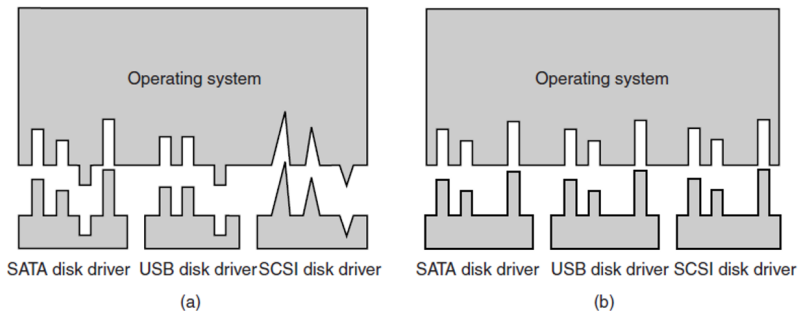 Operating system
Operating system
SATA disk driver USB disk driver SCSI disk driver
SATA disk driver USB disk driver SCSI disk driver
(a)
(b)